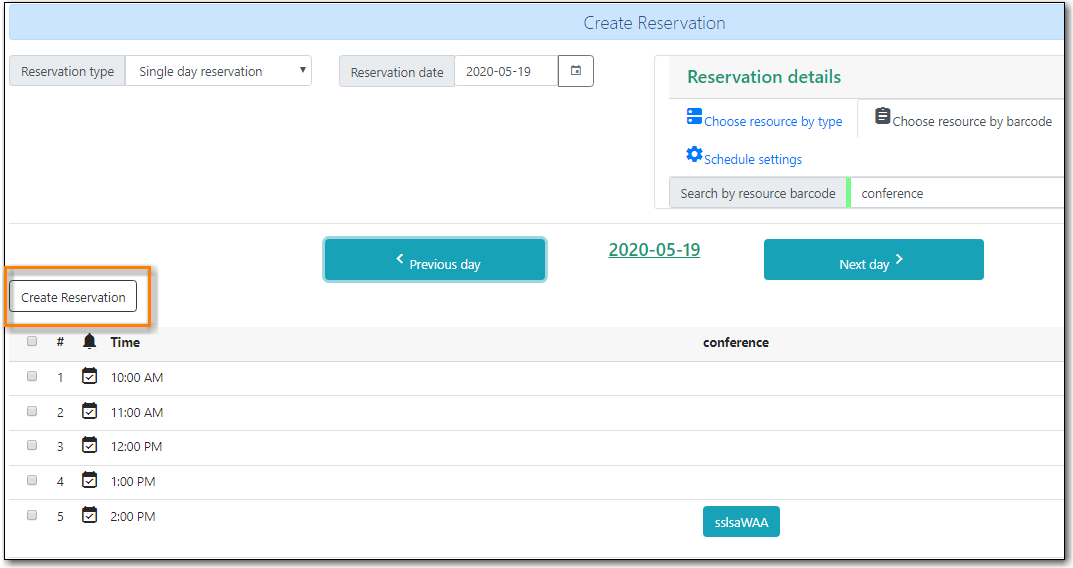 Create Reservation
Reservation type Single day reservation
Reservation date 2020-05-19
Reservation details
Choose resource by type
Choose resource by barcode
Schedule settings
Search by resource barcode conference
Previous day
2020-05-19
Next day
Create Reservation
# Time conference
1 10:00 AM
2 11:00 AM
3 12:00 PM
4 1:00 PM
5 2:00 PM sslsaWAA